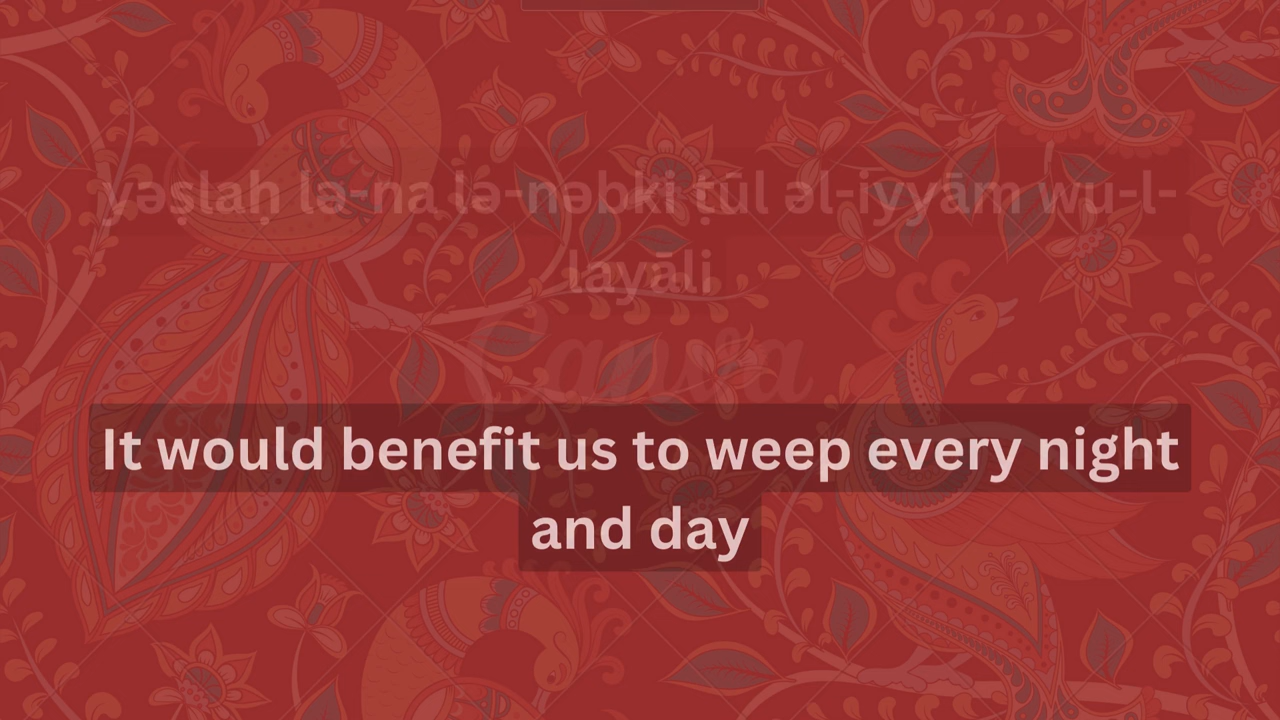 yəṣlaḥ lə-na lə-nəbki ṭūl əl-iyyām wu-l-
layāli
Canva
It would benefit us to weep every night
and day